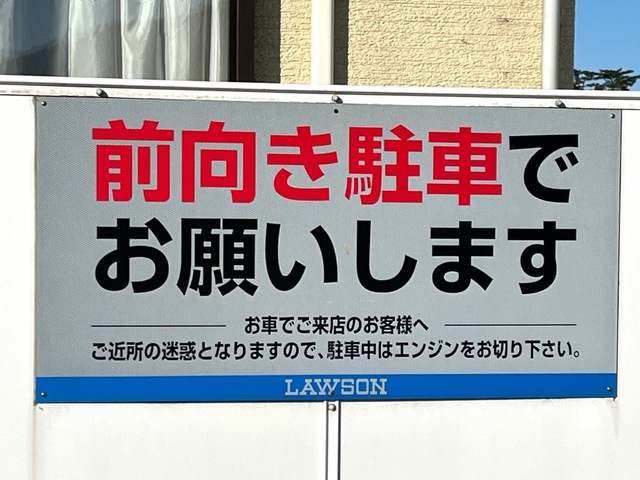 前向き駐車で
お願いします
お車でご来店のお客様へ
ご近所の迷惑となりますので、駐車中はエンジンをお切り下さい。
LAWSON